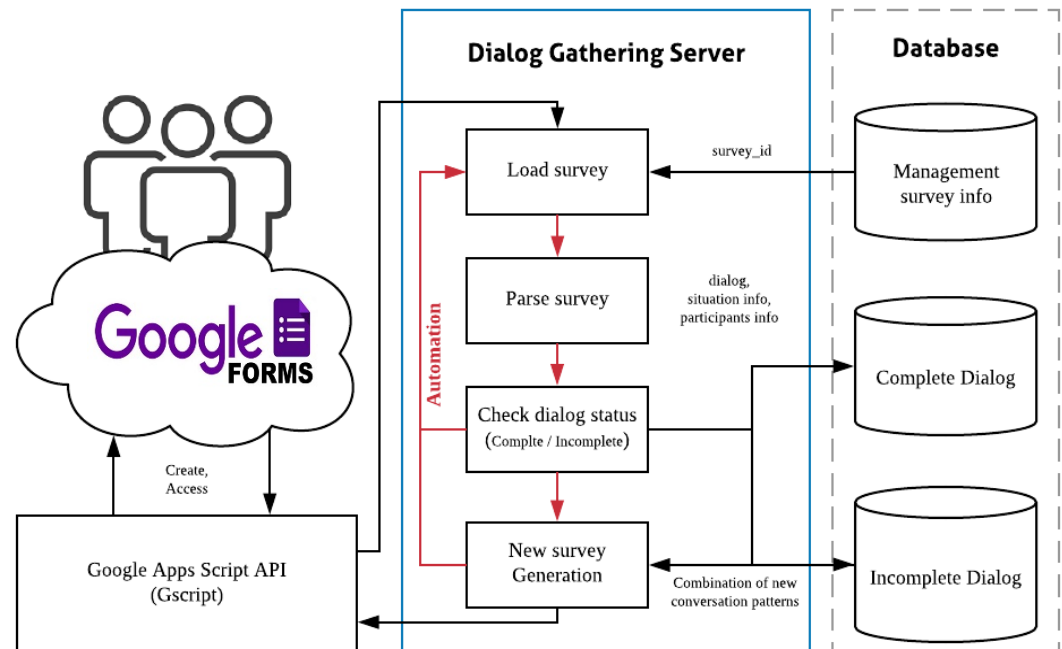 Dialog Gathering Server
Database
Load survey
survey_id
Management
survey info
Parse survey
dialog,
situation info,
participants info
Google
FORMS
Automation
Check dialog status
(Complte / Incomplete)
Complete Dialog
Create,
Access
Google Apps Script API
(Gscript)
New survey
Generation
Combination of new
conversation patterns
Incomplete Dialog